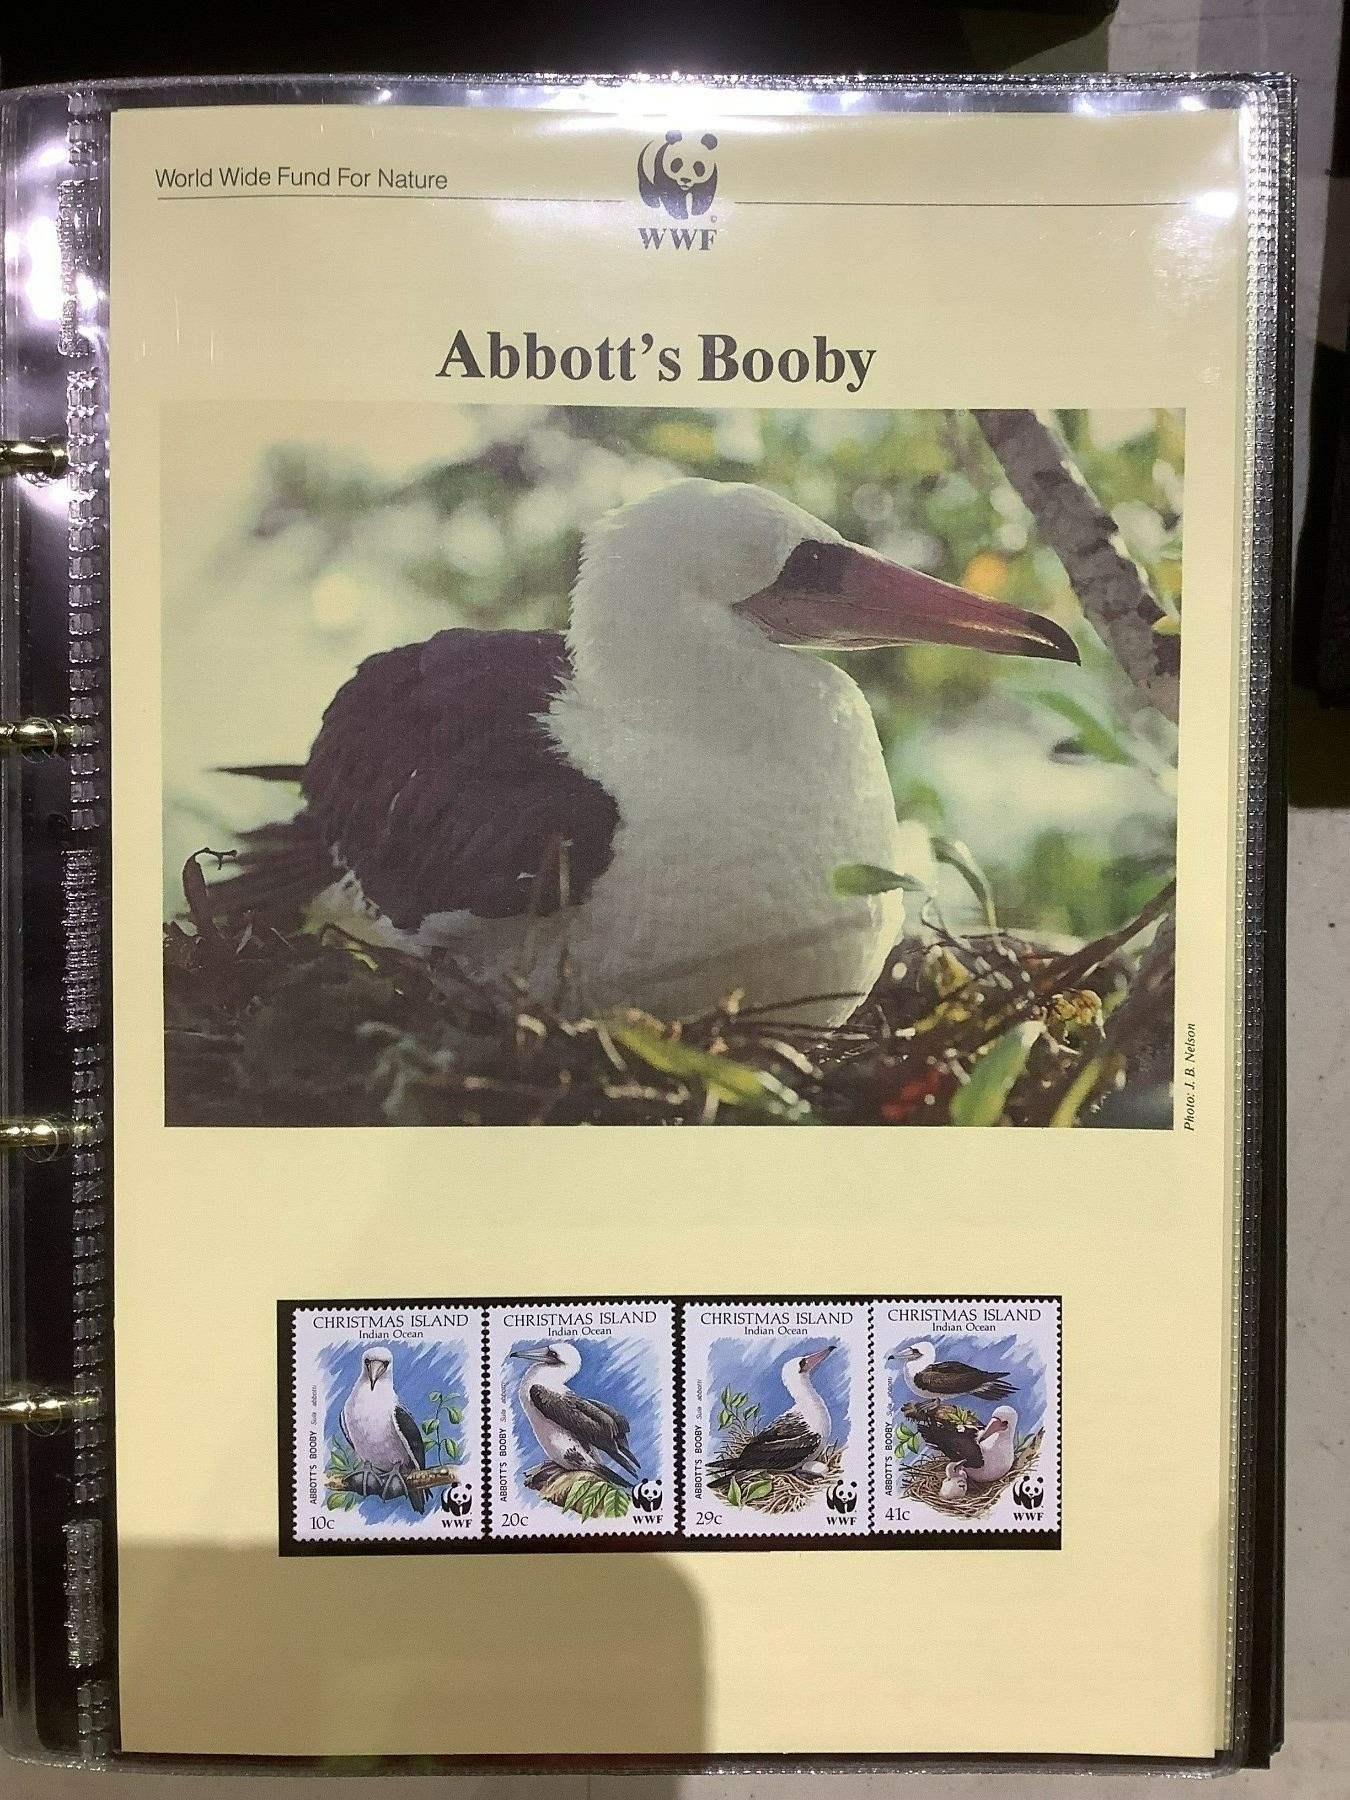 World Wide Fund For Nature
©
WWF
Abbott's Booby
Photo: J. B. Nelson
CHRISTMAS ISLAND
Indian Ocean
ABBOTT'S BOOBY Sula abbotti
10c
WWF
CHRISTMAS ISLAND
Indian Ocean
ABBOTT'S BOOBY Sula abbotti
20c
WWF
CHRISTMAS ISLAND
Indian Ocean
ABBOTT'S BOOBY Sula abbotti
29c
WWF
CHRISTMAS ISLAND
Indian Ocean
ABBOTT'S BOOBY Sula abbotti
41c
WWF